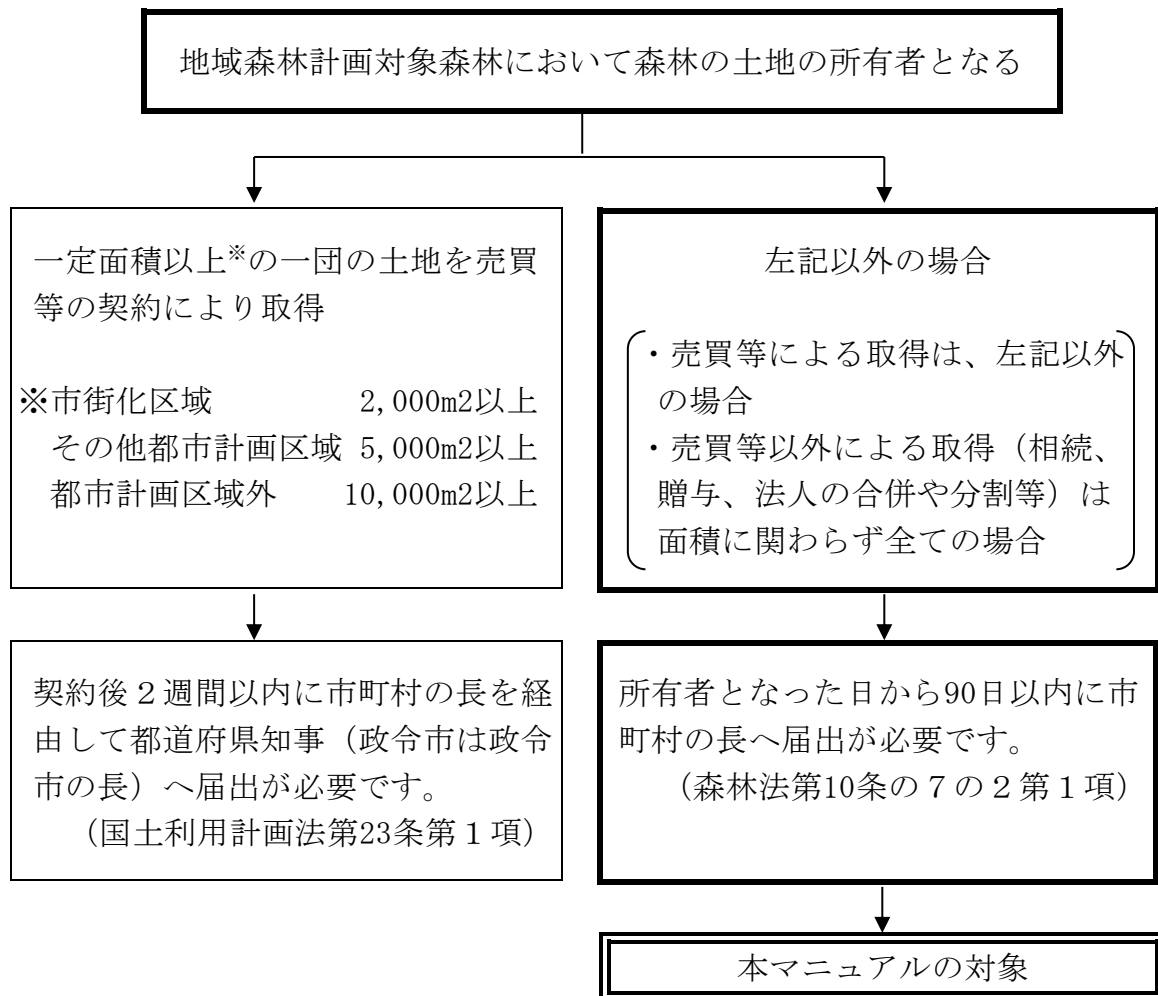 地域森林計画対象森林において森林の土地の所有者となる
一定面積以上※の一団の土地を売買
等の契約により取得
※市街化区域 2,000m2以上
その他都市計画区域 5,000m2以上
都市計画区域外 10,000m2以上
左記以外の場合
・売買等による取得は、左記以外
の場合
・売買等以外による取得（相続、
贈与、法人の合併や分割等）は
面積に関わらず全ての場合
契約後２週間以内に市町村の長を経
由して都道府県知事（政令市は政令
市の長）へ届出が必要です。
（国土利用計画法第23条第１項）
所有者となった日から90日以内に市
町村の長へ届出が必要です。
（森林法第10条の７の２第１項）
本マニュアルの対象